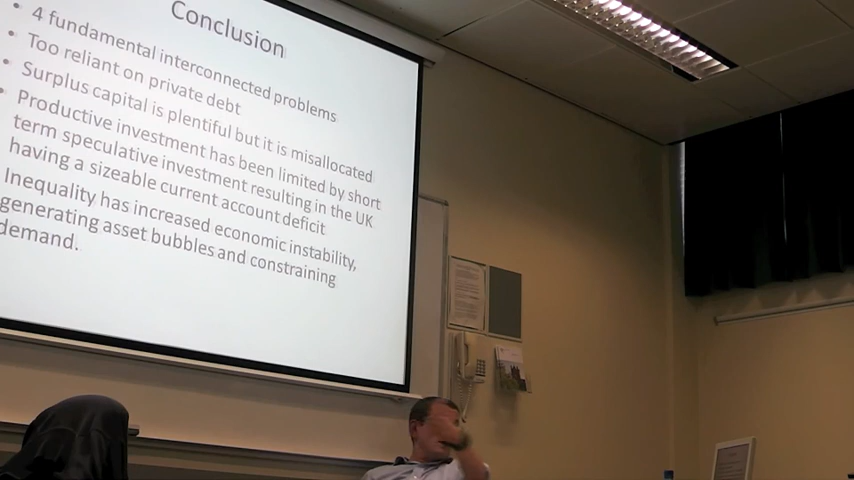 Conclusion
• 4 fundamental interconnected problems
• Too reliant on private debt
• Surplus capital is plentiful but it is misallocated
• Productive investment has been limited by short
term speculative investment resulting in the UK
having a sizeable current account deficit
Inequality has increased economic instability,
generating asset bubbles and constraining
demand.